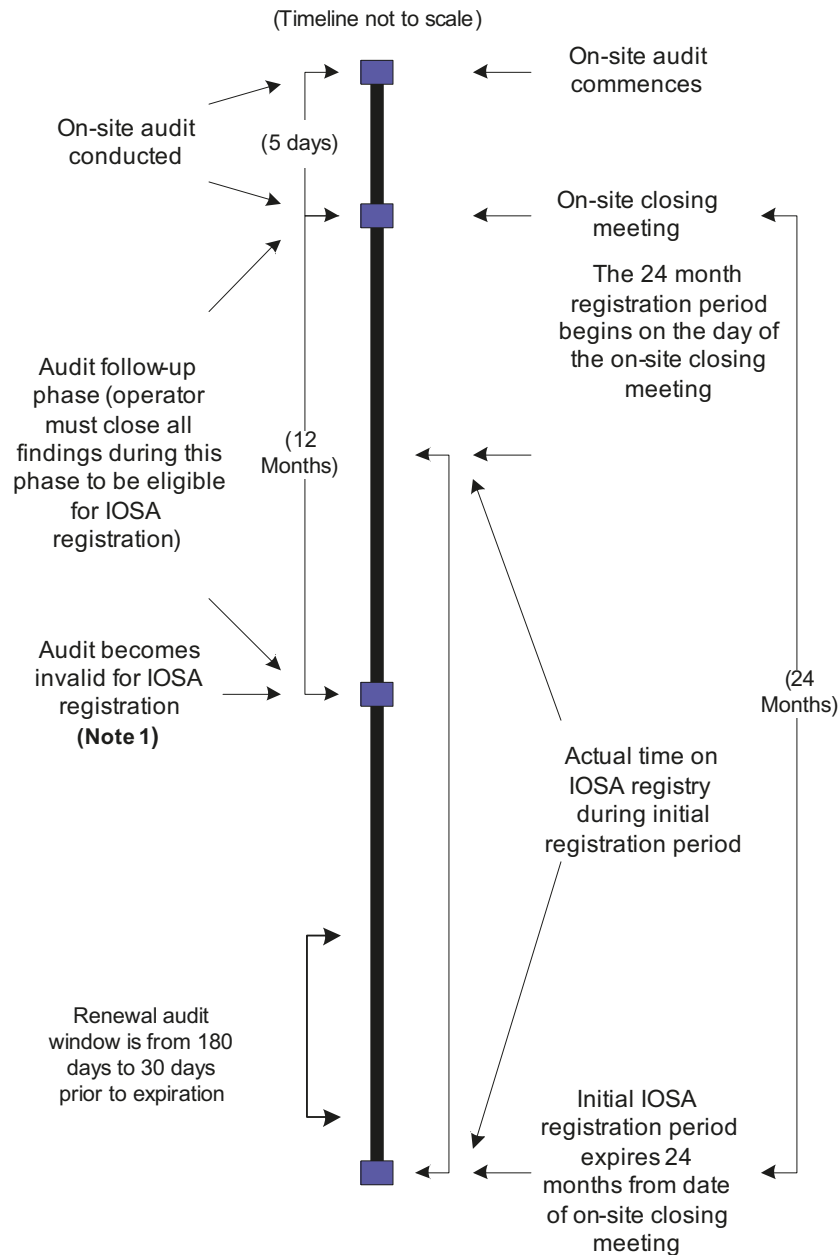 (Timeline not to scale)
On-site audit
commences
On-site audit
conducted
(5 days)
On-site closing
meeting
The 24 month
registration period
begins on the day of
the on-site closing
meeting
Audit follow-up
phase (operator
must close all
findings during this
phase to be eligible
for IOSA
registration)
(12
Months)
Audit becomes
invalid for IOSA
registration
(Note 1)
(24
Months)
Actual time on
IOSA registry
during initial
registration period
Renewal audit
window is from 180
days to 30 days
prior to expiration
Initial IOSA
registration period
expires 24
months from date
of on-site closing
meeting